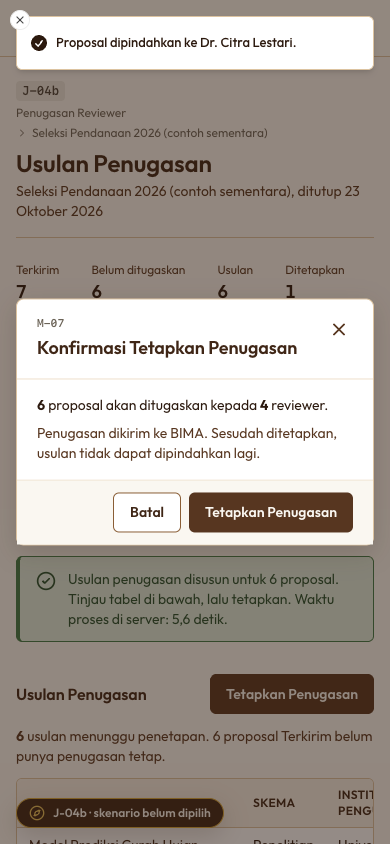 Proposal dipindahkan ke Dr. Citra Lestari.
J-04b
Penugasan Reviewer
Seleksi Pendanaan 2026 (contoh sementara)
Usulan Penugasan
Seleksi Pendanaan 2026 (contoh sementara), ditutup 23
Oktober 2026
Terkirim
Belum ditugaskan
Usulan
Ditetapkan
7
6
6
1
M-07
Konfirmasi Tetapkan Penugasan
6 proposal akan ditugaskan kepada 4 reviewer.
Penugasan dikirim ke BIMA. Sesudah ditetapkan,
usulan tidak dapat dipindahkan lagi.
Batal
Tetapkan Penugasan
Usulan penugasan disusun untuk 6 proposal.
Tinjau tabel di bawah, lalu tetapkan. Waktu
proses di server: 5,6 detik.
Usulan Penugasan
Tetapkan Penugasan
6 usulan menunggu penetapan. 6 proposal Terkirim belum
punya penugasan tetap.
SKEMA
J-04b · skenario belum dipilih